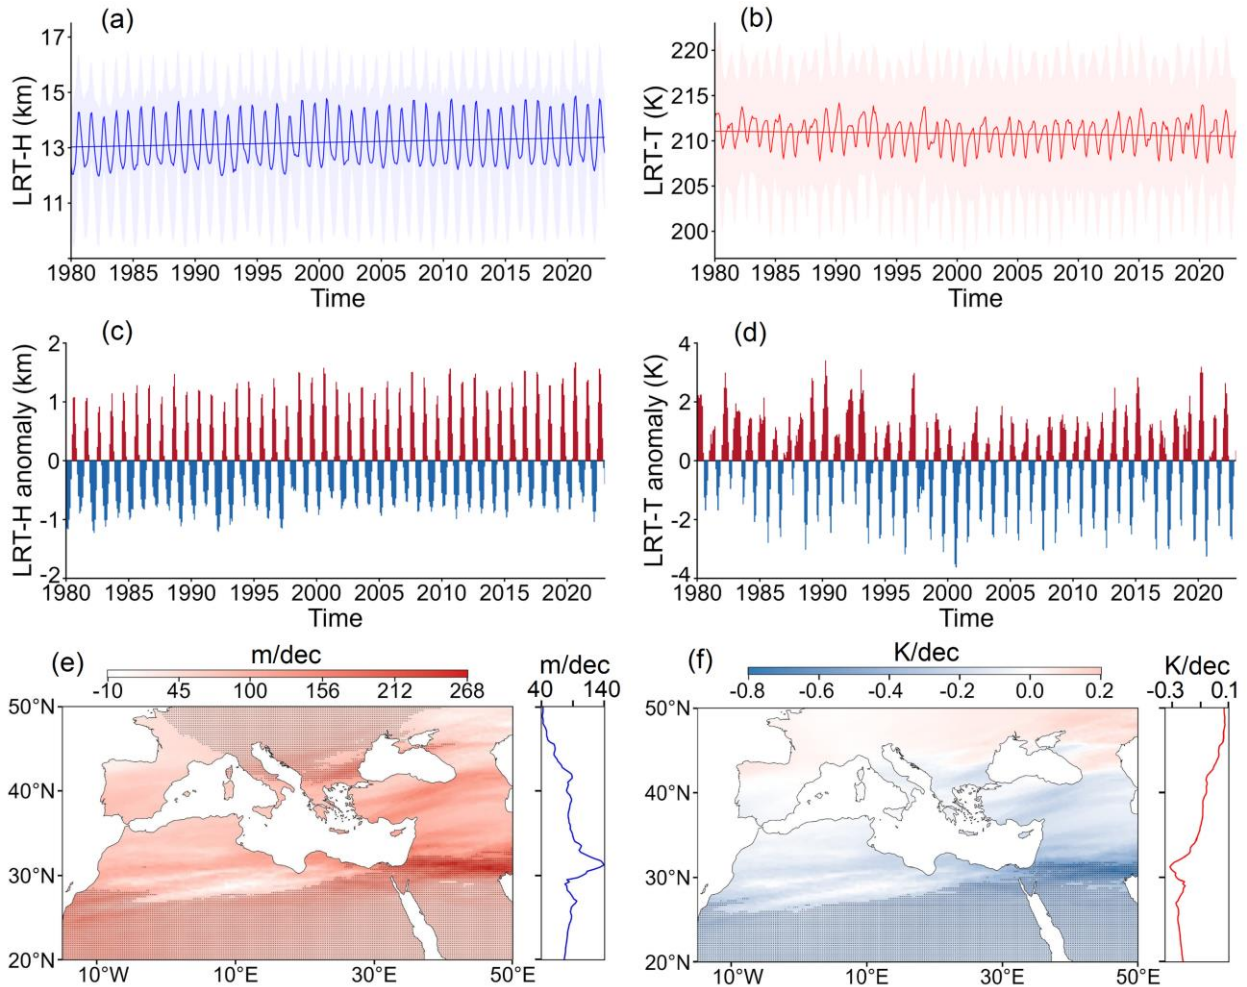 (a)
LRT-H (km)
17
15
13
11
1980 1985 1990 1995 2000 2005 2010 2015 2020
Time
(b)
LRT-T (K)
220
215
210
205
200
1980 1985 1990 1995 2000 2005 2010 2015 2020
Time
(c)
LRT-H anomaly (km)
2
1
0
-1
-2
1980 1985 1990 1995 2000 2005 2010 2015 2020
Time
(d)
LRT-T anomaly (K)
4
2
0
-2
-4
1980 1985 1990 1995 2000 2005 2010 2015 2020
Time
(e)
m/dec
-10 45 100 156 212 268
m/dec
40 140
50°N
40°N
30°N
20°N
10°W 10°E 30°E 50°E
(f)
K/dec
-0.8 -0.6 -0.4 -0.2 0.0 0.2
K/dec
-0.3 0.1
50°N
40°N
30°N
20°N
10°W 10°E 30°E 50°E